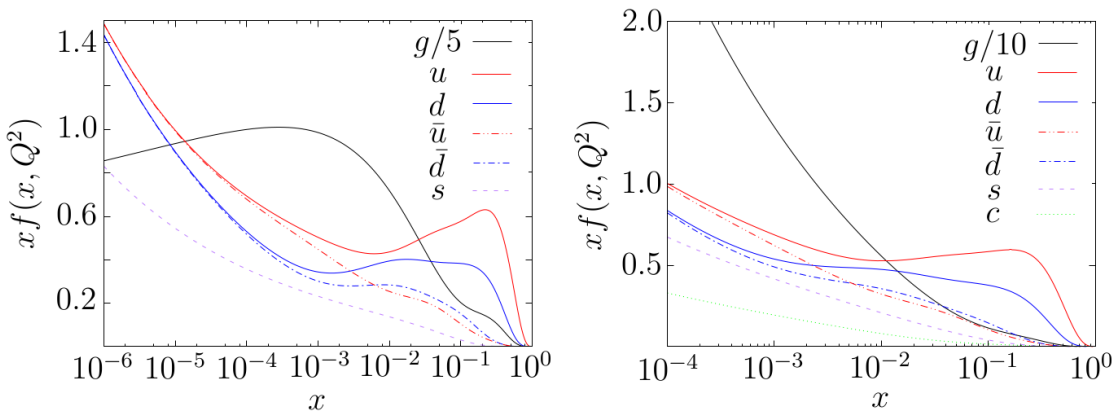 1.4
1.0
0.6
0.2
x f(x, Q²)
g/5
u
d
ū
d̄
s
10⁻⁶ 10⁻⁵ 10⁻⁴ 10⁻³ 10⁻² 10⁻¹ 10⁰
x
2.0
1.5
1.0
0.5
x f(x, Q²)
g/10
u
d
ū
d̄
s
c
10⁻⁴ 10⁻³ 10⁻² 10⁻¹ 10⁰
x